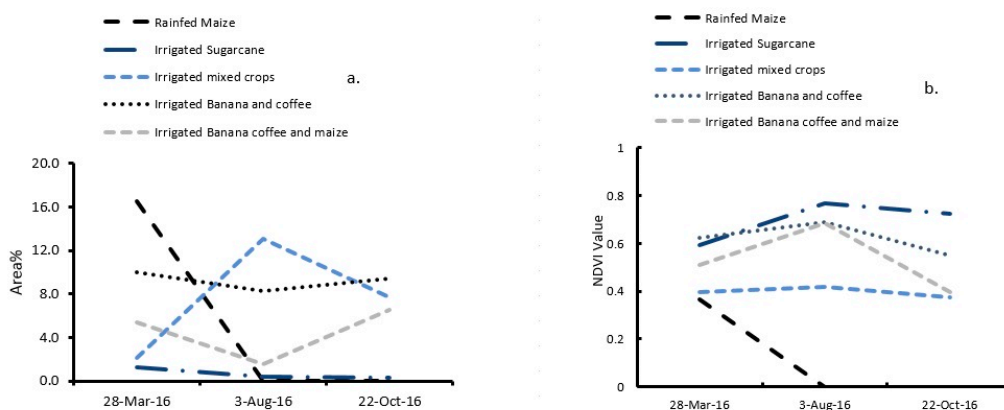 Rainfed Maize
Irrigated Sugarcane
Irrigated mixed crops
a.
Irrigated Banana and coffee
Irrigated Banana coffee and maize
20.0
16.0
12.0
8.0
4.0
0.0
Area%
28-Mar-16 3-Aug-16 22-Oct-16
Rainfed Maize
Irrigated Sugarcane
Irrigated mixed crops
b.
Irrigated Banana and coffee
Irrigated Banana coffee and maize
1
0.8
0.6
0.4
0.2
0
NDVI Value
28-Mar-16 3-Aug-16 22-Oct-16